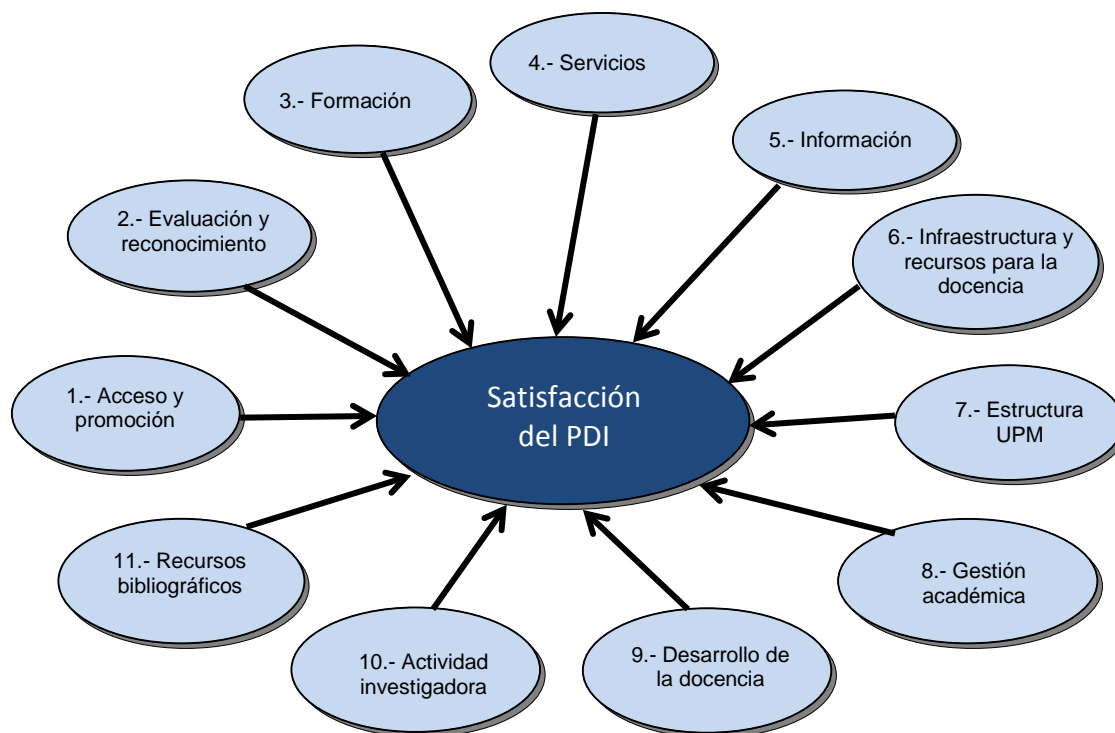 4.- Servicios
3.- Formación
5.- Información
2.- Evaluación y
reconocimiento
6.- Infraestructura y
recursos para la
docencia
1.- Acceso y
promoción
Satisfacción
del PDI
7.- Estructura
UPM
11.- Recursos
bibliográficos
8.- Gestión
académica
10.- Actividad
investigadora
9.- Desarrollo de
la docencia